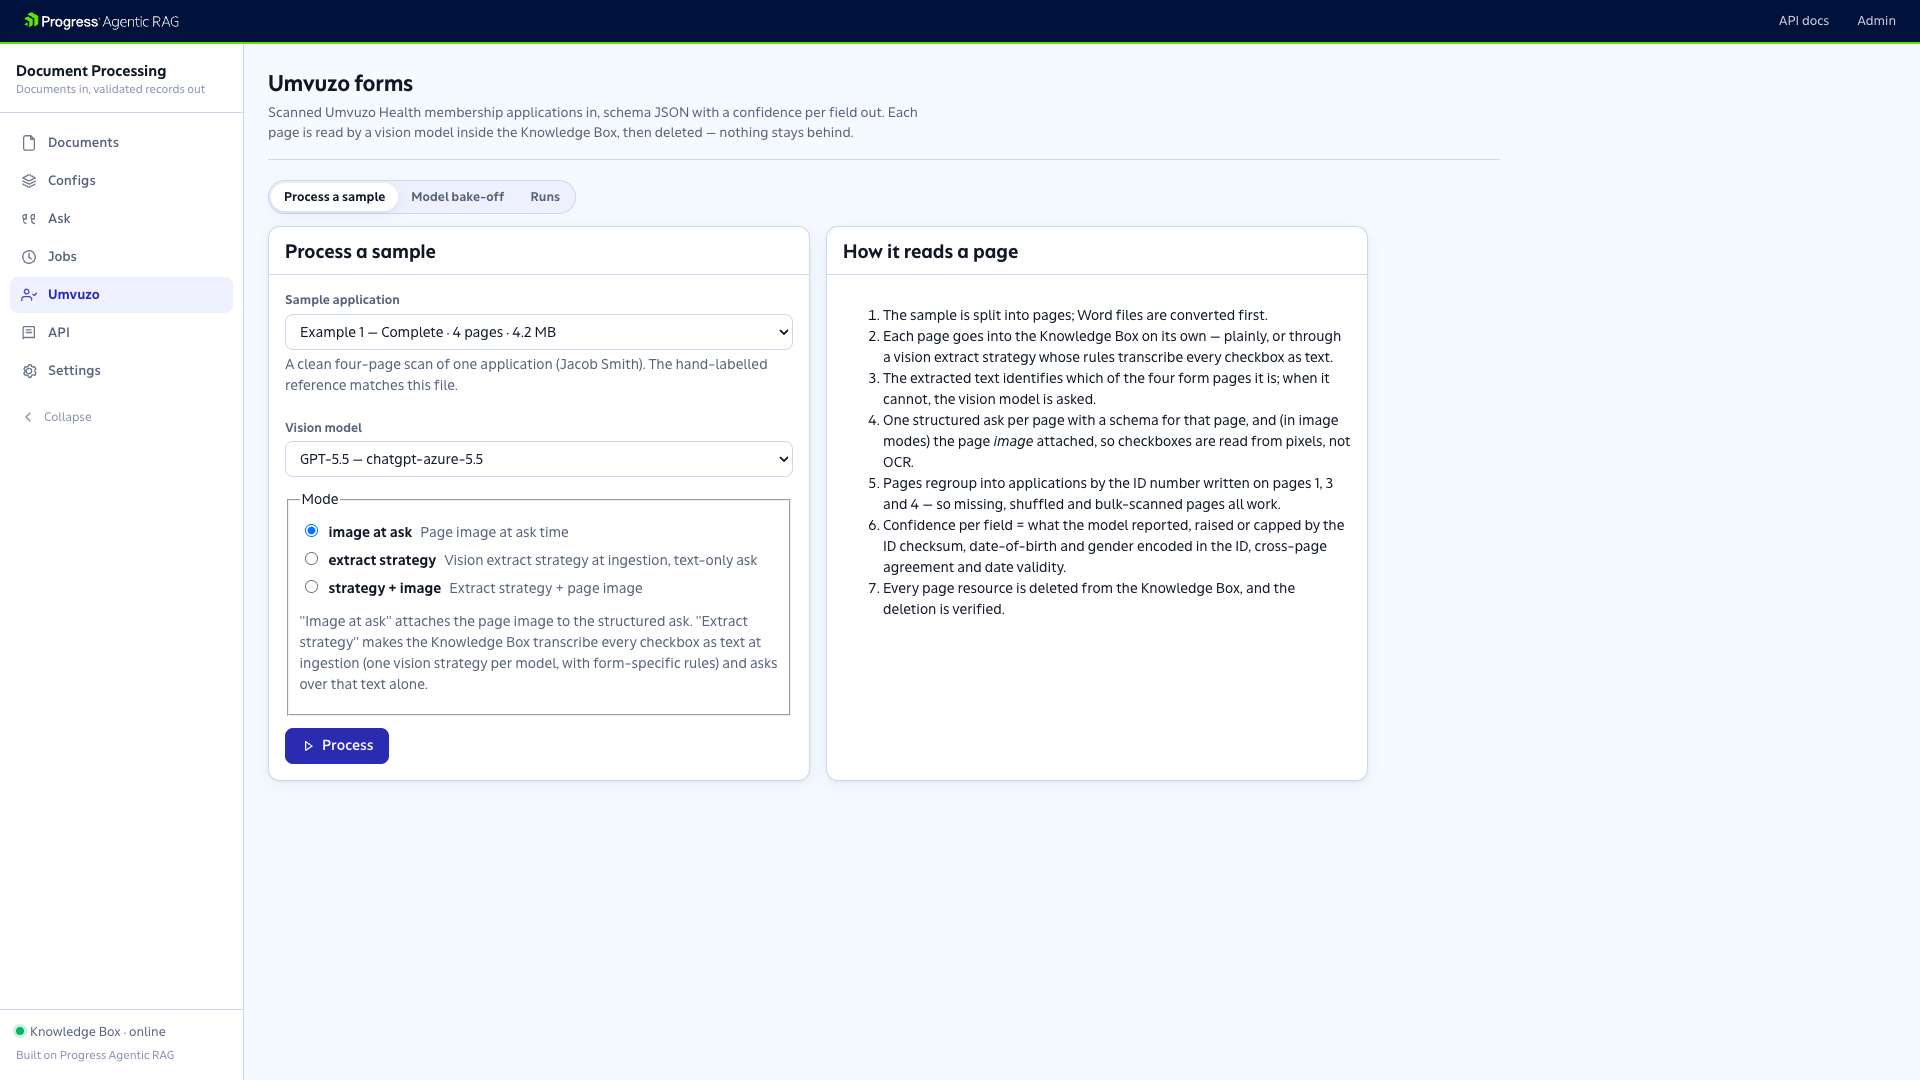 Progress Agentic RAG
API docs
Admin
Document Processing
Documents in, validated records out
Documents
Configs
Ask
Jobs
Umvuzo
API
Settings
Collapse
Knowledge Box · online
Built on Progress Agentic RAG
Umvuzo forms
Scanned Umvuzo Health membership applications in, schema JSON with a confidence per field out. Each
page is read by a vision model inside the Knowledge Box, then deleted — nothing stays behind.
Process a sample
Model bake-off
Runs
Process a sample
Sample application
Example 1 — Complete · 4 pages · 4.2 MB
A clean four-page scan of one application (Jacob Smith). The hand-labelled
reference matches this file.
Vision model
GPT-5.5 — chatgpt-azure-5.5
Mode
image at ask Page image at ask time
extract strategy Vision extract strategy at ingestion, text-only ask
strategy + image Extract strategy + page image
"Image at ask" attaches the page image to the structured ask. "Extract
strategy" makes the Knowledge Box transcribe every checkbox as text at
ingestion (one vision strategy per model, with form-specific rules) and asks
over that text alone.
Process
How it reads a page
1. The sample is split into pages; Word files are converted first.
2. Each page goes into the Knowledge Box on its own — plainly, or through
a vision extract strategy whose rules transcribe every checkbox as text.
3. The extracted text identifies which of the four form pages it is; when it
cannot, the vision model is asked.
4. One structured ask per page with a schema for that page, and (in image
modes) the page image attached, so checkboxes are read from pixels, not
OCR.
5. Pages regroup into applications by the ID number written on pages 1, 3
and 4 — so missing, shuffled and bulk-scanned pages all work.
6. Confidence per field = what the model reported, raised or capped by the
ID checksum, date-of-birth and gender encoded in the ID, cross-page
agreement and date validity.
7. Every page resource is deleted from the Knowledge Box, and the
deletion is verified.